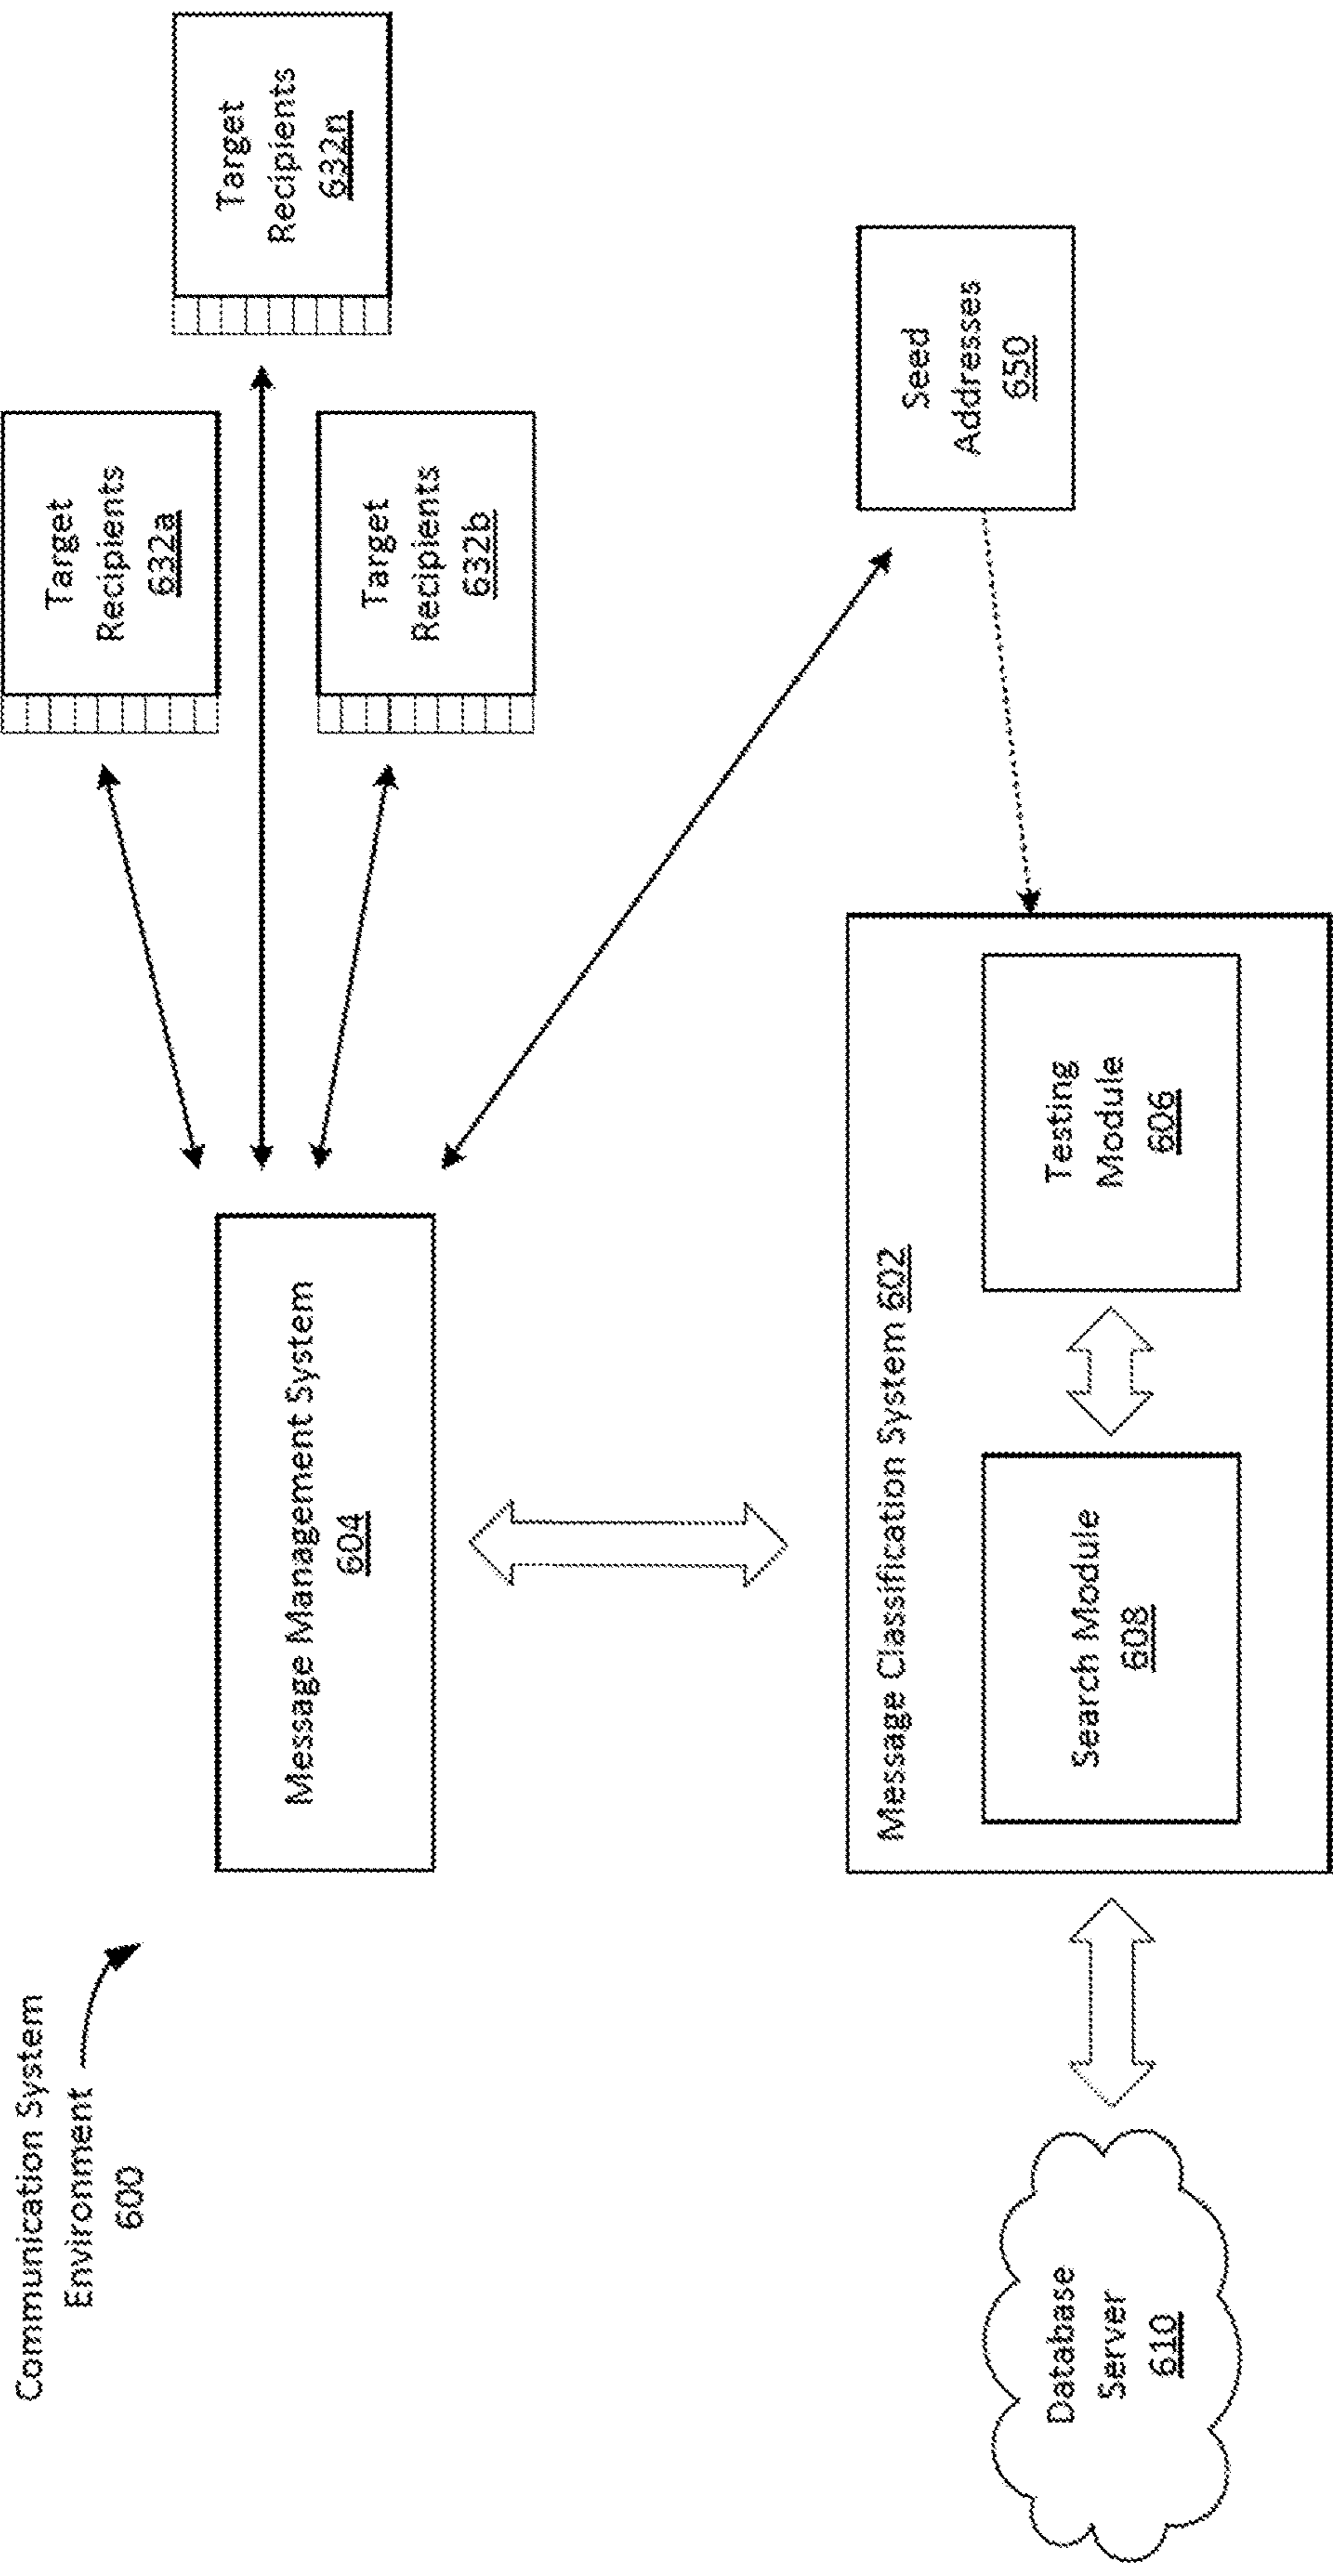 Communication System
Environment
600
Message Management System
604
Target
Recipients
632a
Target
Recipients
632b
Target
Recipients
632n
Database
Server
610
Message Classification System 602
Search Module
608
Testing
Module
606
Seed
Addresses
650